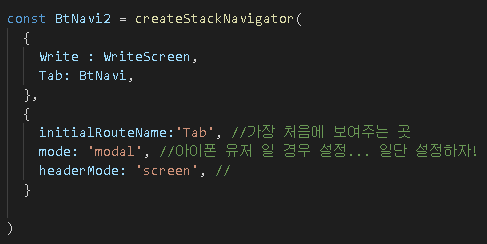 const BtNavi2 = createStackNavigator(
{
Write : WriteScreen,
Tab: BtNavi,
},
{
initialRouteName:'Tab', //가장 처음에 보여주는 곳
mode: 'modal', //아이폰 유저 일 경우 설정... 일단 설정하자!
headerMode: 'screen', //
}
)